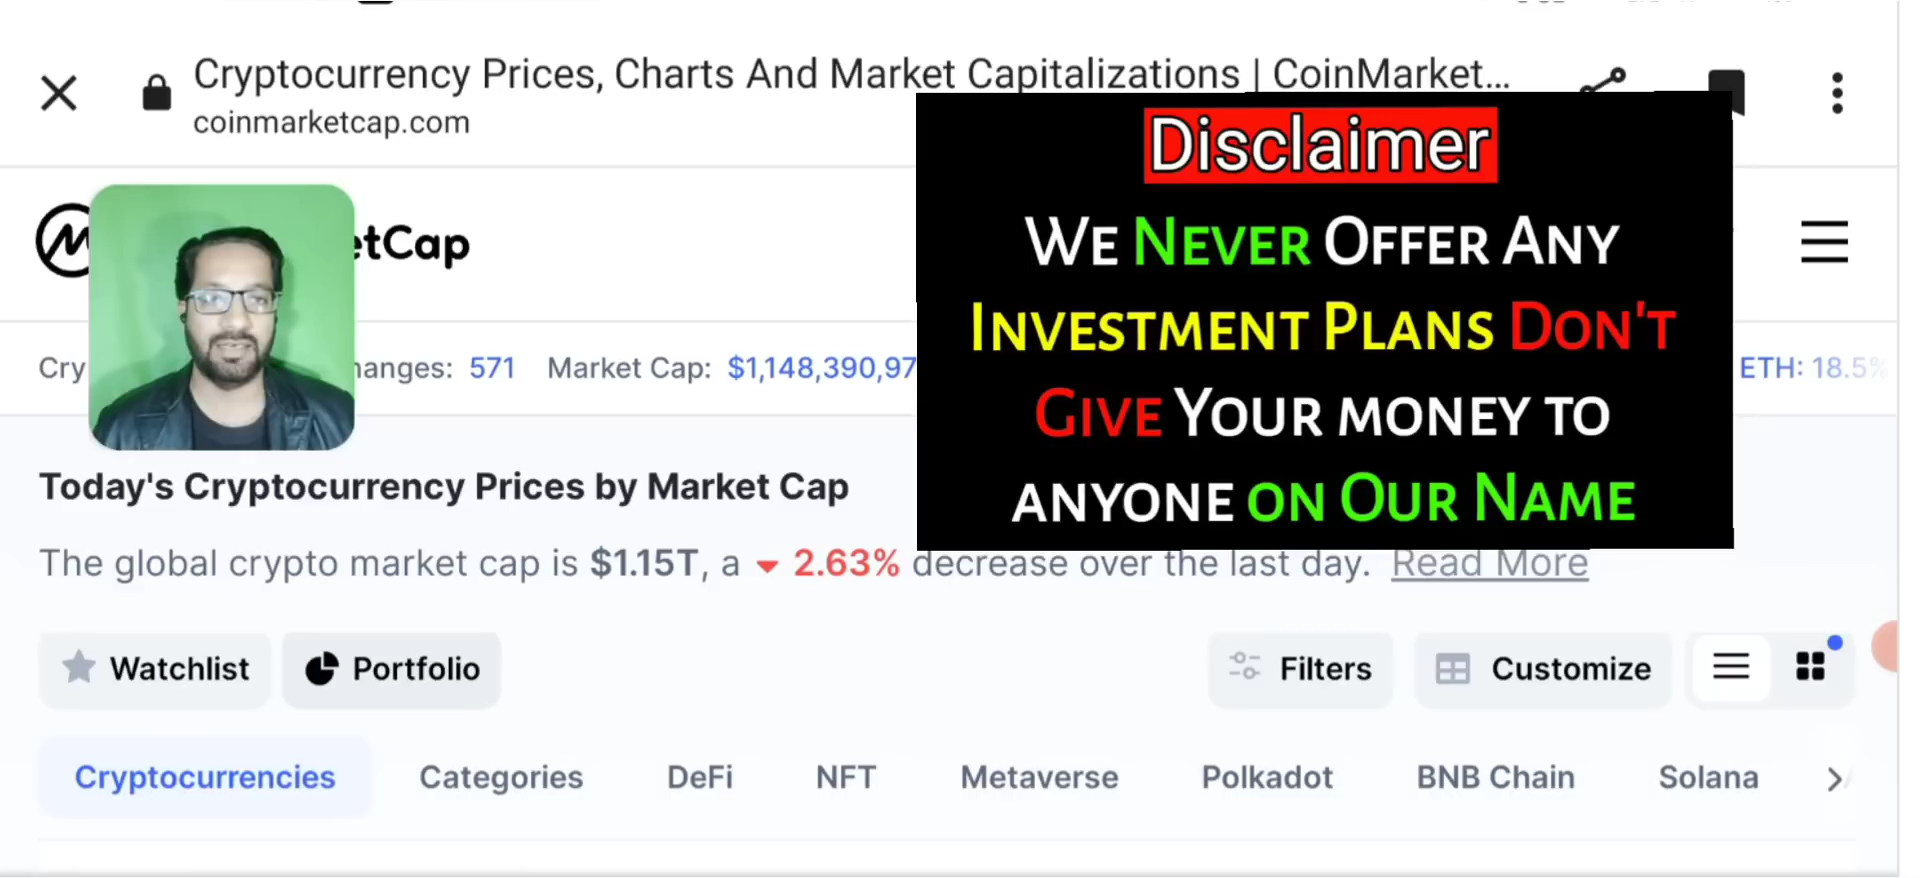 Cryptocurrency Prices, Charts And Market Capitalizations | CoinMarket...
coinmarketcap.com
Disclaimer
WE NEVER OFFER ANY
INVESTMENT PLANS DON'T
GIVE YOUR MONEY TO
ANYONE ON OUR NAME
etCap
Cry hanges: 571 Market Cap: $1,148,390,97 ETH: 18.5%
Today's Cryptocurrency Prices by Market Cap
The global crypto market cap is $1.15T, a ▼ 2.63% decrease over the last day. Read More
Watchlist Portfolio Filters Customize
Cryptocurrencies Categories DeFi NFT Metaverse Polkadot BNB Chain Solana